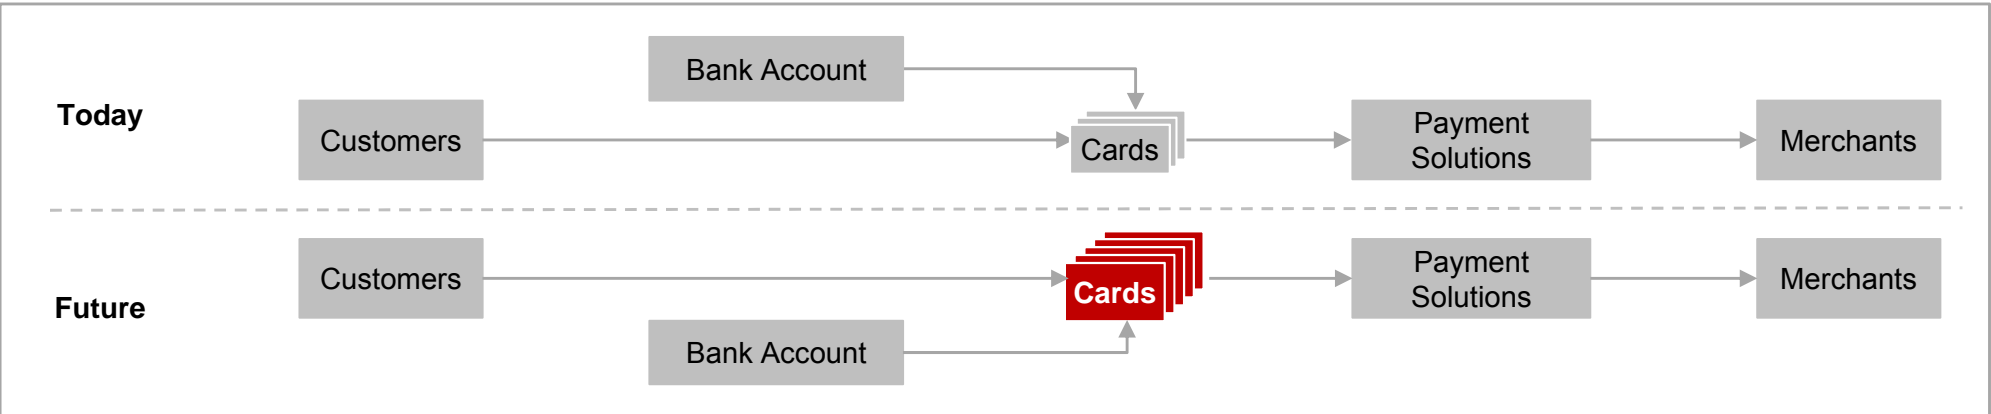 Today
Bank Account
Customers
Cards
Payment
Solutions
Merchants
Future
Customers
Cards
Payment
Solutions
Merchants
Bank Account